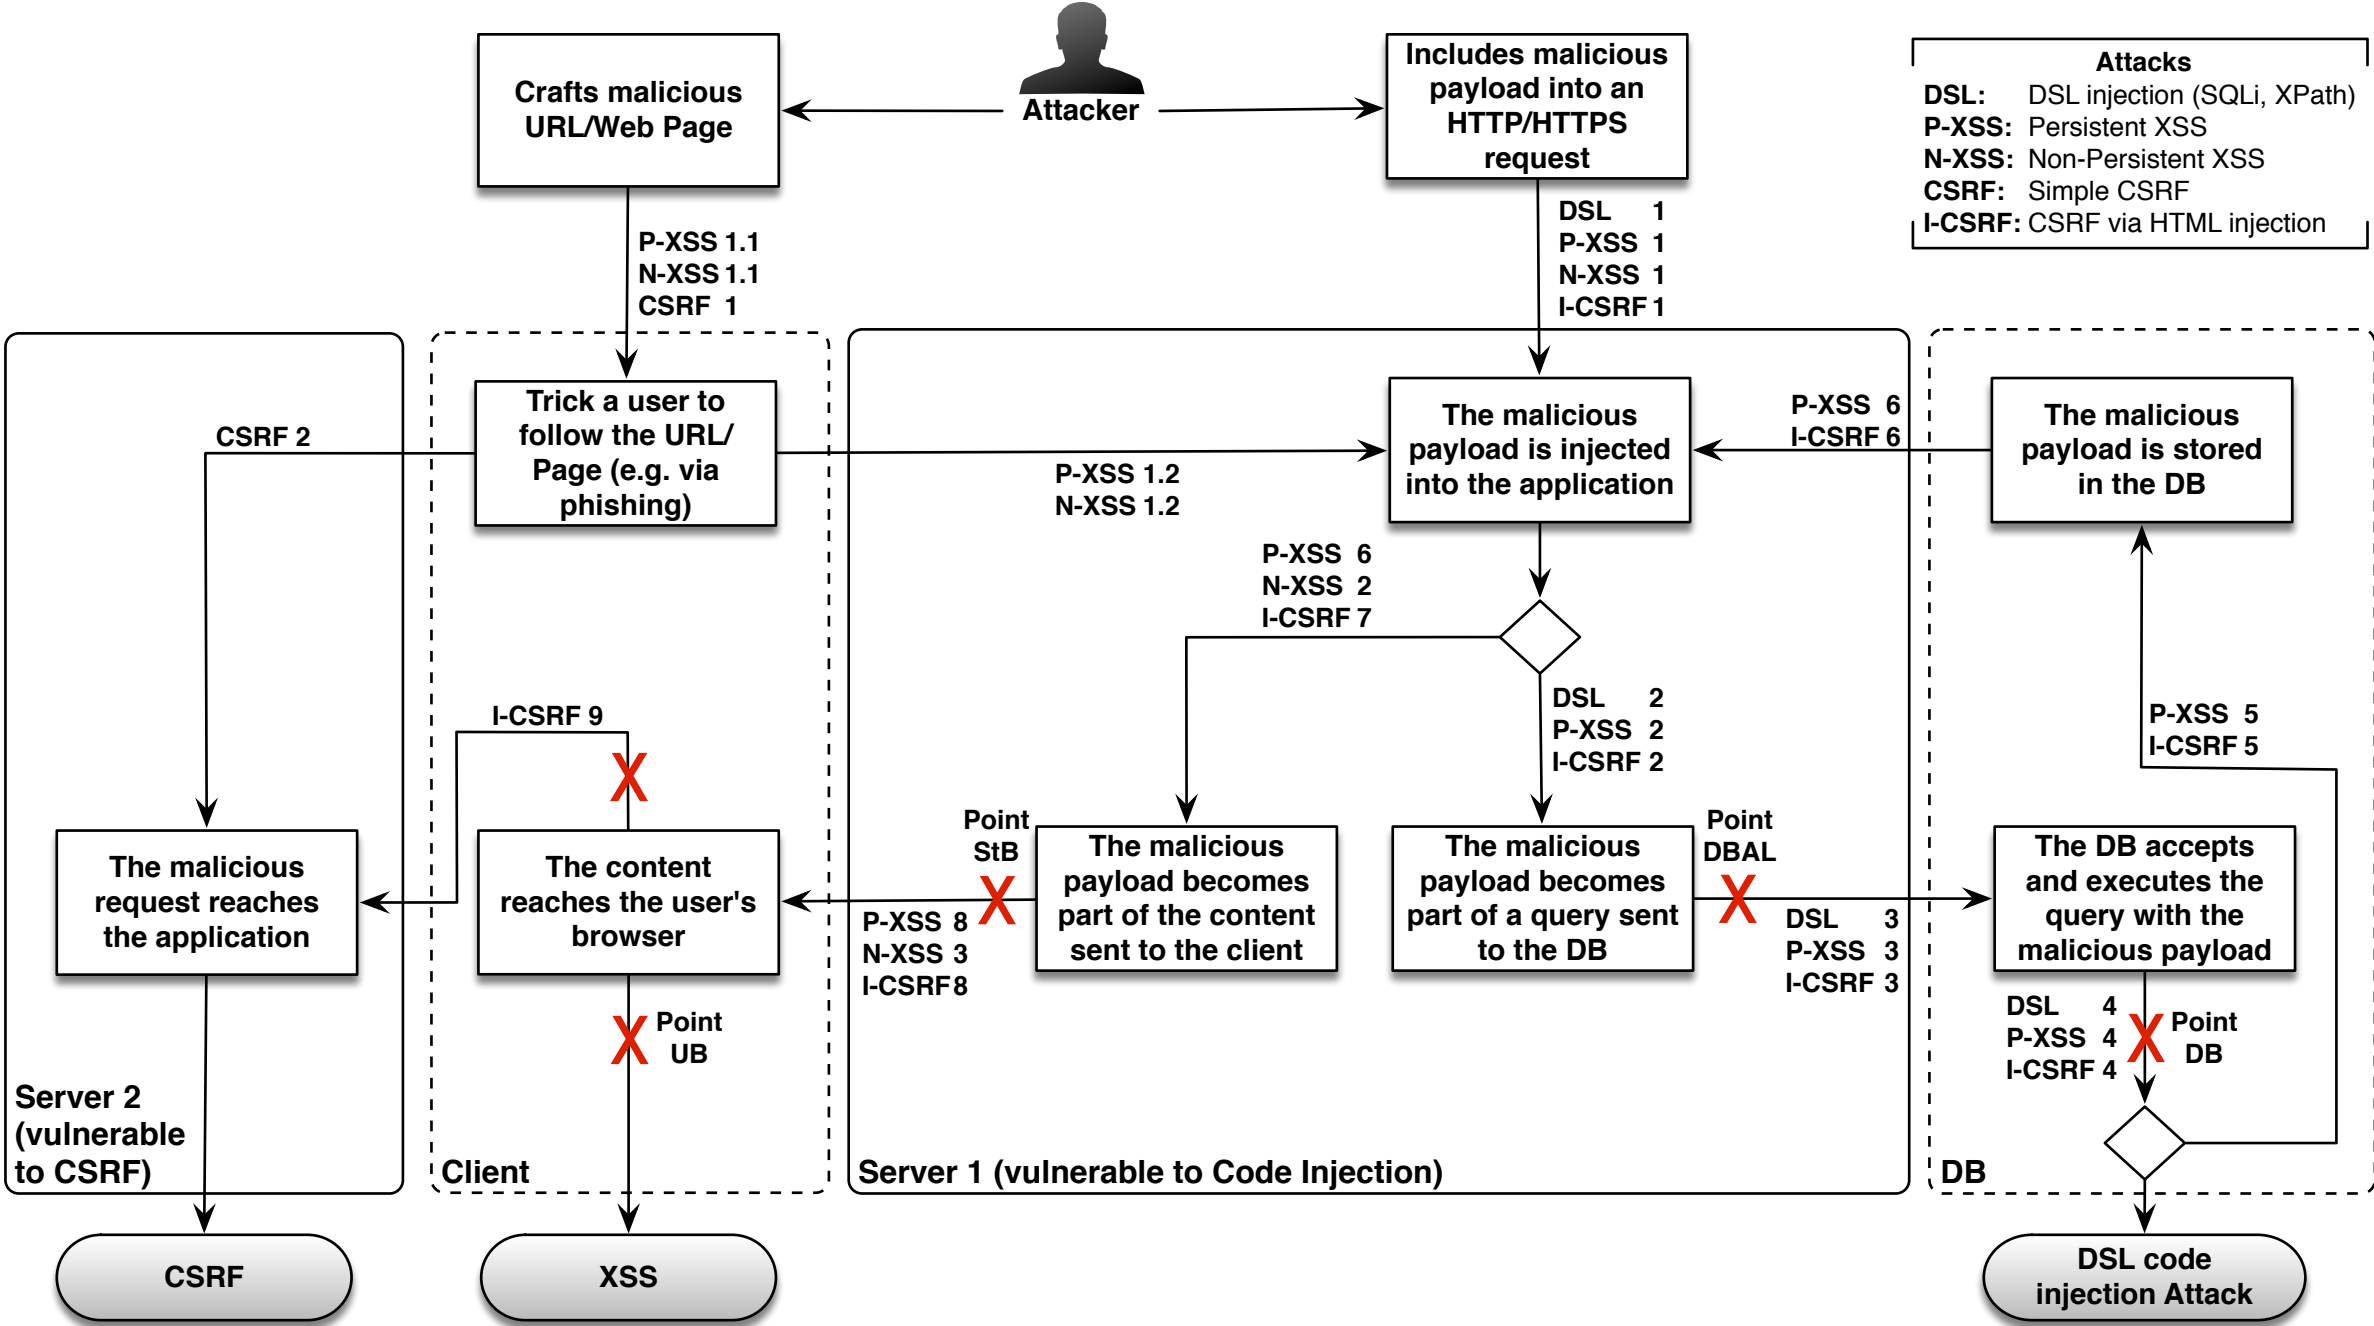 Attacker
Crafts malicious
URL/Web Page
Includes malicious
payload into an
HTTP/HTTPS
request
Attacks
DSL: DSL injection (SQLi, XPath)
P-XSS: Persistent XSS
N-XSS: Non-Persistent XSS
CSRF: Simple CSRF
I-CSRF: CSRF via HTML injection
P-XSS 1.1
N-XSS 1.1
CSRF 1
DSL 1
P-XSS 1
N-XSS 1
I-CSRF 1
Trick a user to
follow the URL/
Page (e.g. via
phishing)
CSRF 2
P-XSS 1.2
N-XSS 1.2
The malicious
payload is injected
into the application
P-XSS 6
I-CSRF 6
The malicious
payload is stored
in the DB
P-XSS 6
N-XSS 2
I-CSRF 7
DSL 2
P-XSS 2
I-CSRF 2
P-XSS 5
I-CSRF 5
I-CSRF 9
X
The malicious
request reaches
the application
The content
reaches the user's
browser
Point
StB
X
P-XSS 8
N-XSS 3
I-CSRF 8
The malicious
payload becomes
part of the content
sent to the client
The malicious
payload becomes
part of a query sent
to the DB
Point
DBAL
X
DSL 3
P-XSS 3
I-CSRF 3
The DB accepts
and executes the
query with the
malicious payload
X
Point
UB
DSL 4
P-XSS 4
I-CSRF 4
X
Point
DB
Server 2
(vulnerable
to CSRF)
Client
Server 1 (vulnerable to Code Injection)
DB
CSRF
XSS
DSL code
injection Attack